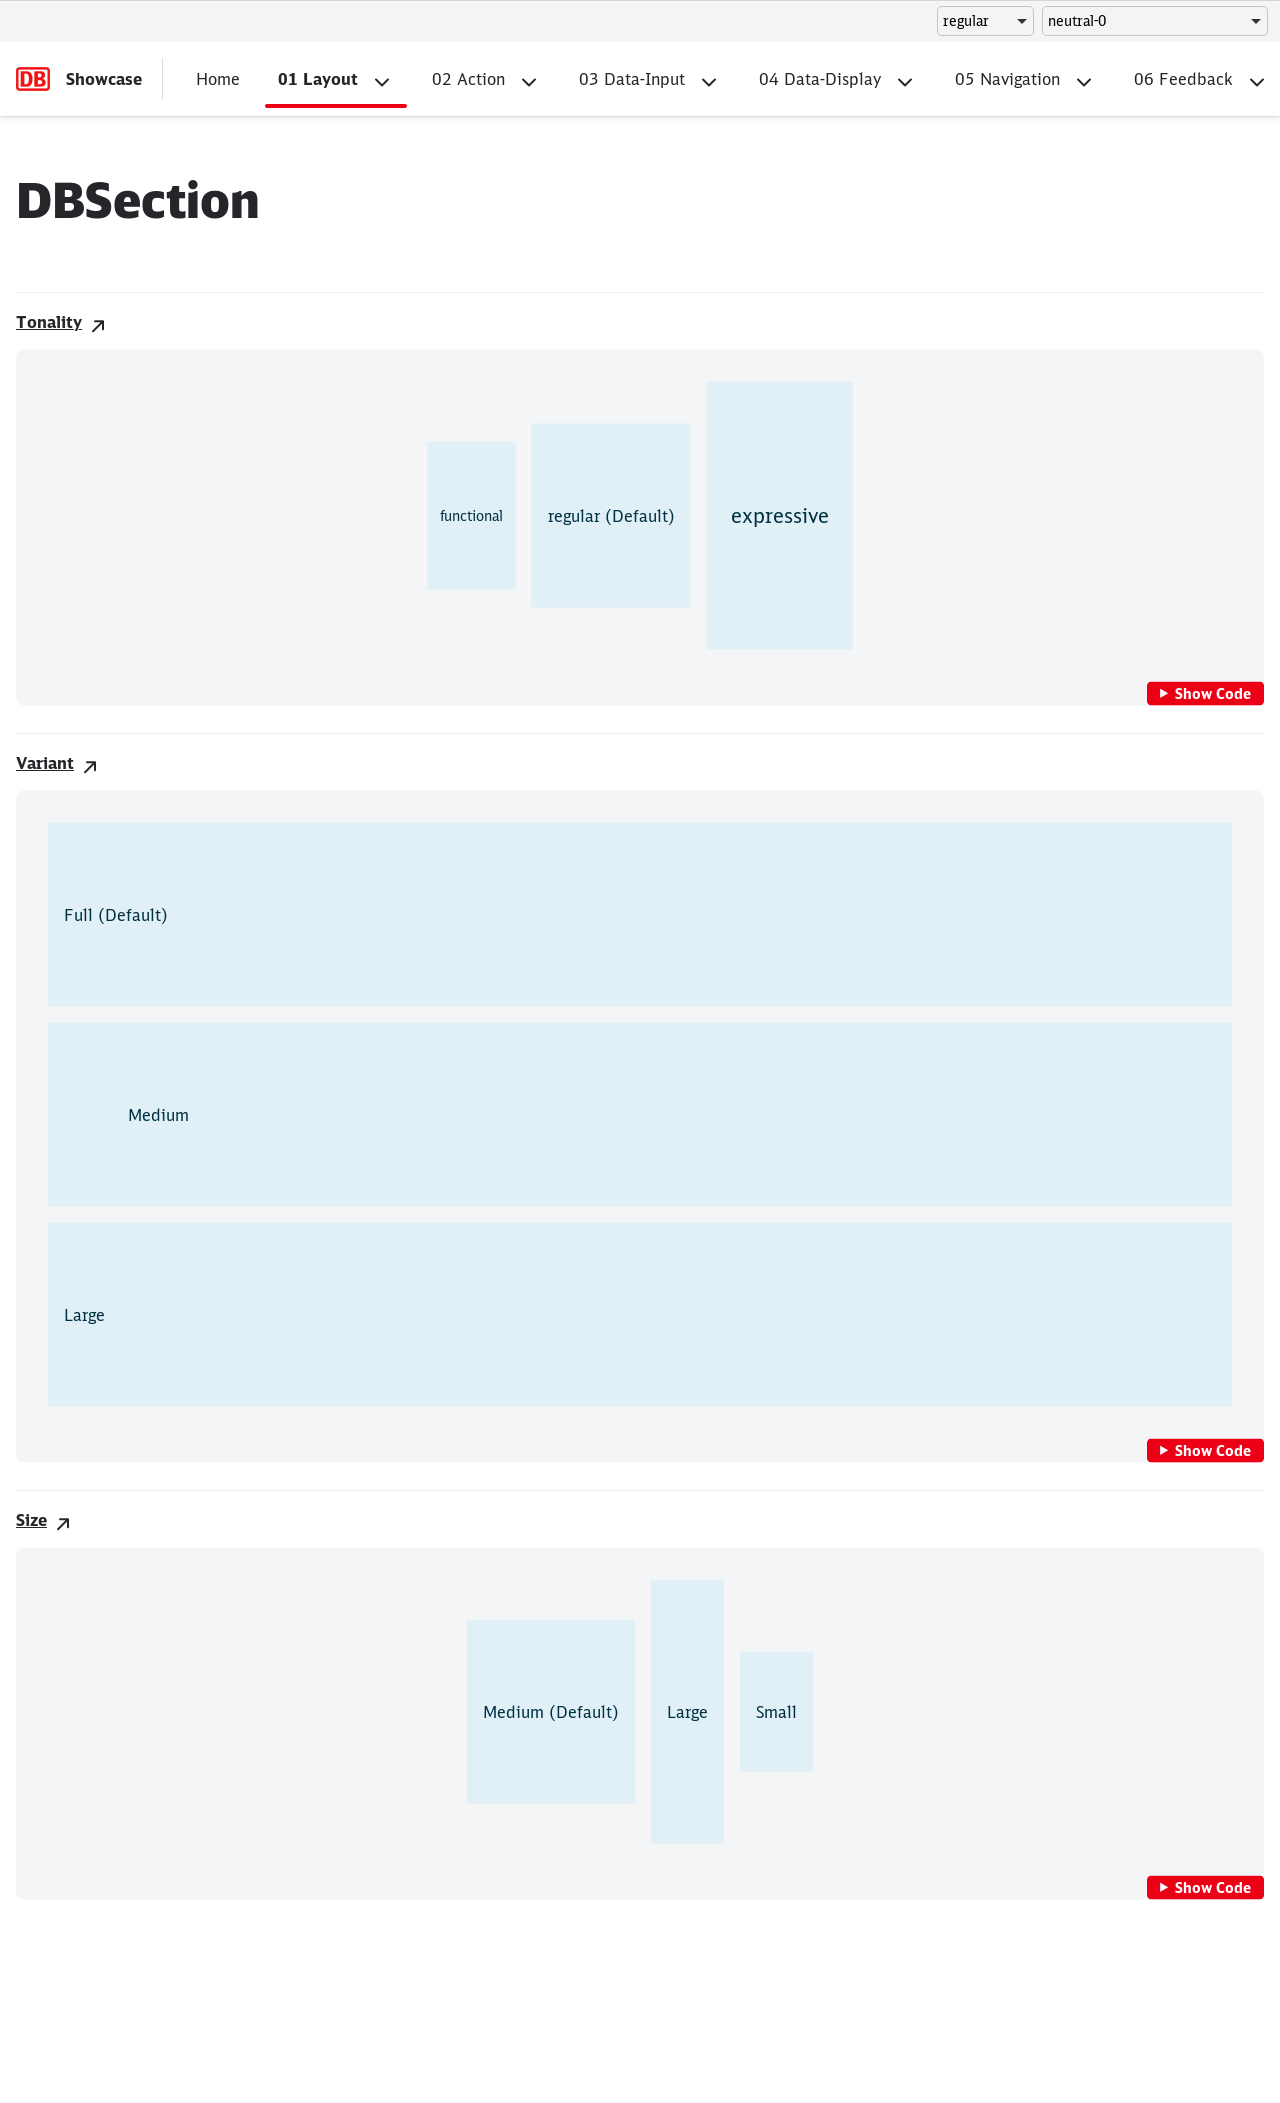 regular neutral-0
DB Showcase Home 01 Layout 02 Action 03 Data-Input 04 Data-Display 05 Navigation 06 Feedback
DBSection
Tonality
functional regular (Default) expressive
Show Code
Variant
Full (Default)
Medium
Large
Show Code
Size
Medium (Default) Large Small
Show Code